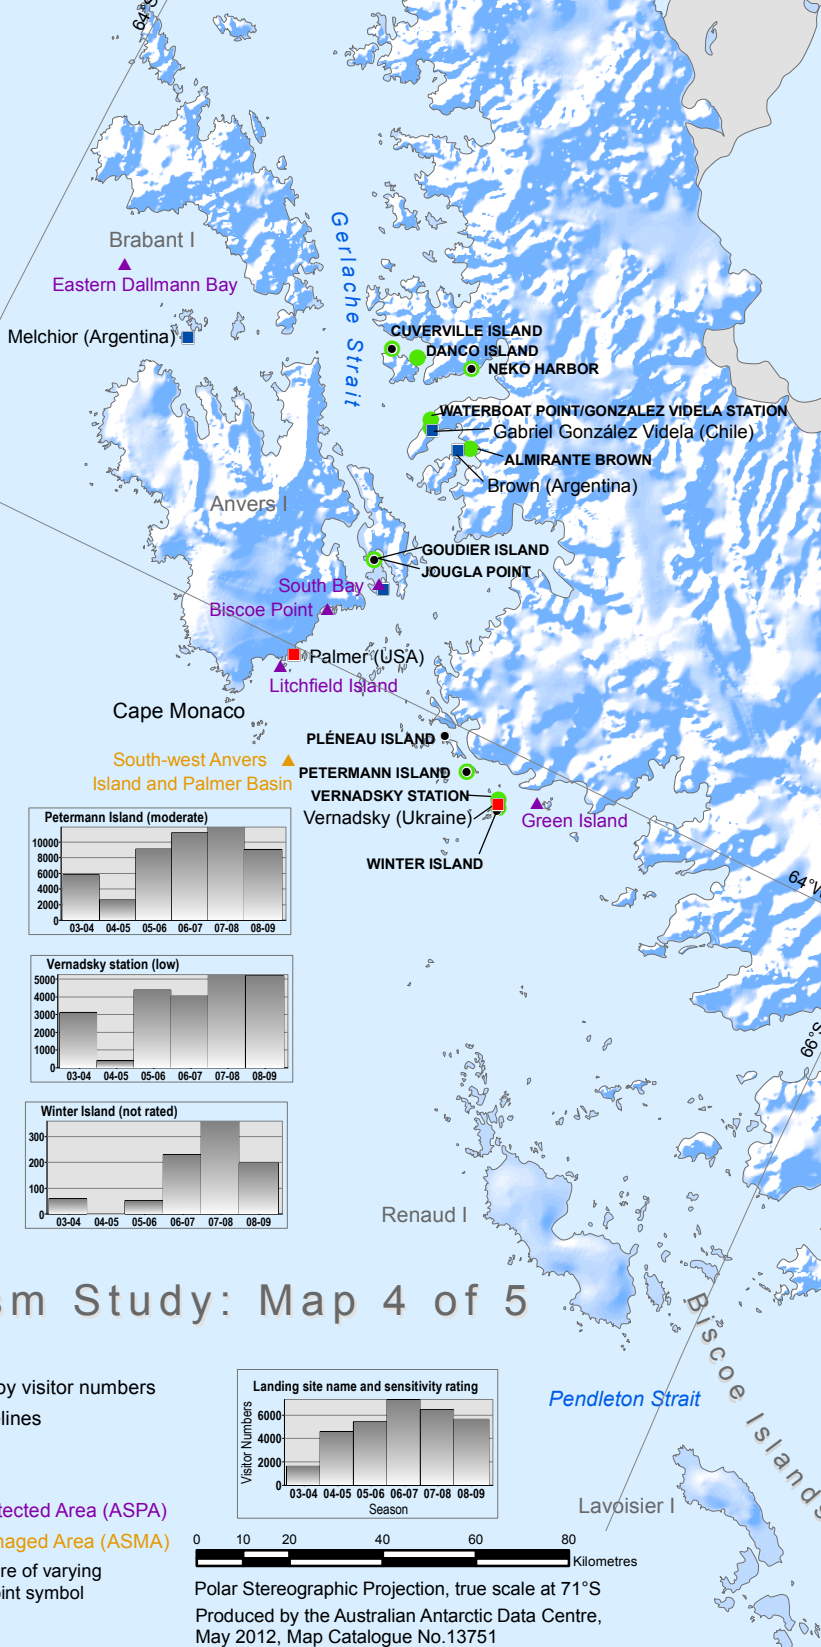 64°S
Brabant I
Eastern Dallmann Bay
Gerlache Strait
Melchior (Argentina)
CUVERVILLE ISLAND
DANCO ISLAND
NEKO HARBOR
WATERBOAT POINT/GONZALEZ VIDELA STATION
Gabriel González Videla (Chile)
ALMIRANTE BROWN
Brown (Argentina)
Anvers I
GOUDIER ISLAND
JOUGLA POINT
South Bay
Biscoe Point
Palmer (USA)
Litchfield Island
Cape Monaco
PLÉNEAU ISLAND
South-west Anvers
Island and Palmer Basin
PETERMANN ISLAND
VERNADSKY STATION
Vernadsky (Ukraine)
Green Island
WINTER ISLAND
64°W
66°S
Petermann Island (moderate)
10000
8000
6000
4000
2000
0
03-04 04-05 05-06 06-07 07-08 08-09
Vernadsky station (low)
5000
4000
3000
2000
1000
0
03-04 04-05 05-06 06-07 07-08 08-09
Winter Island (not rated)
300
200
100
0
03-04 04-05 05-06 06-07 07-08 08-09
Renaud I
sm Study: Map 4 of 5
Biscoe Islands
Pendleton Strait
Lavoisier I
by visitor numbers
elines
Landing site name and sensitivity rating
Visitor Numbers
6000
4000
2000
0
03-04 04-05 05-06 06-07 07-08 08-09
Season
tected Area (ASPA)
naged Area (ASMA)
re of varying
int symbol
0 10 20 40 60 80
Kilometres
Polar Stereographic Projection, true scale at 71°S
Produced by the Australian Antarctic Data Centre,
May 2012, Map Catalogue No.13751